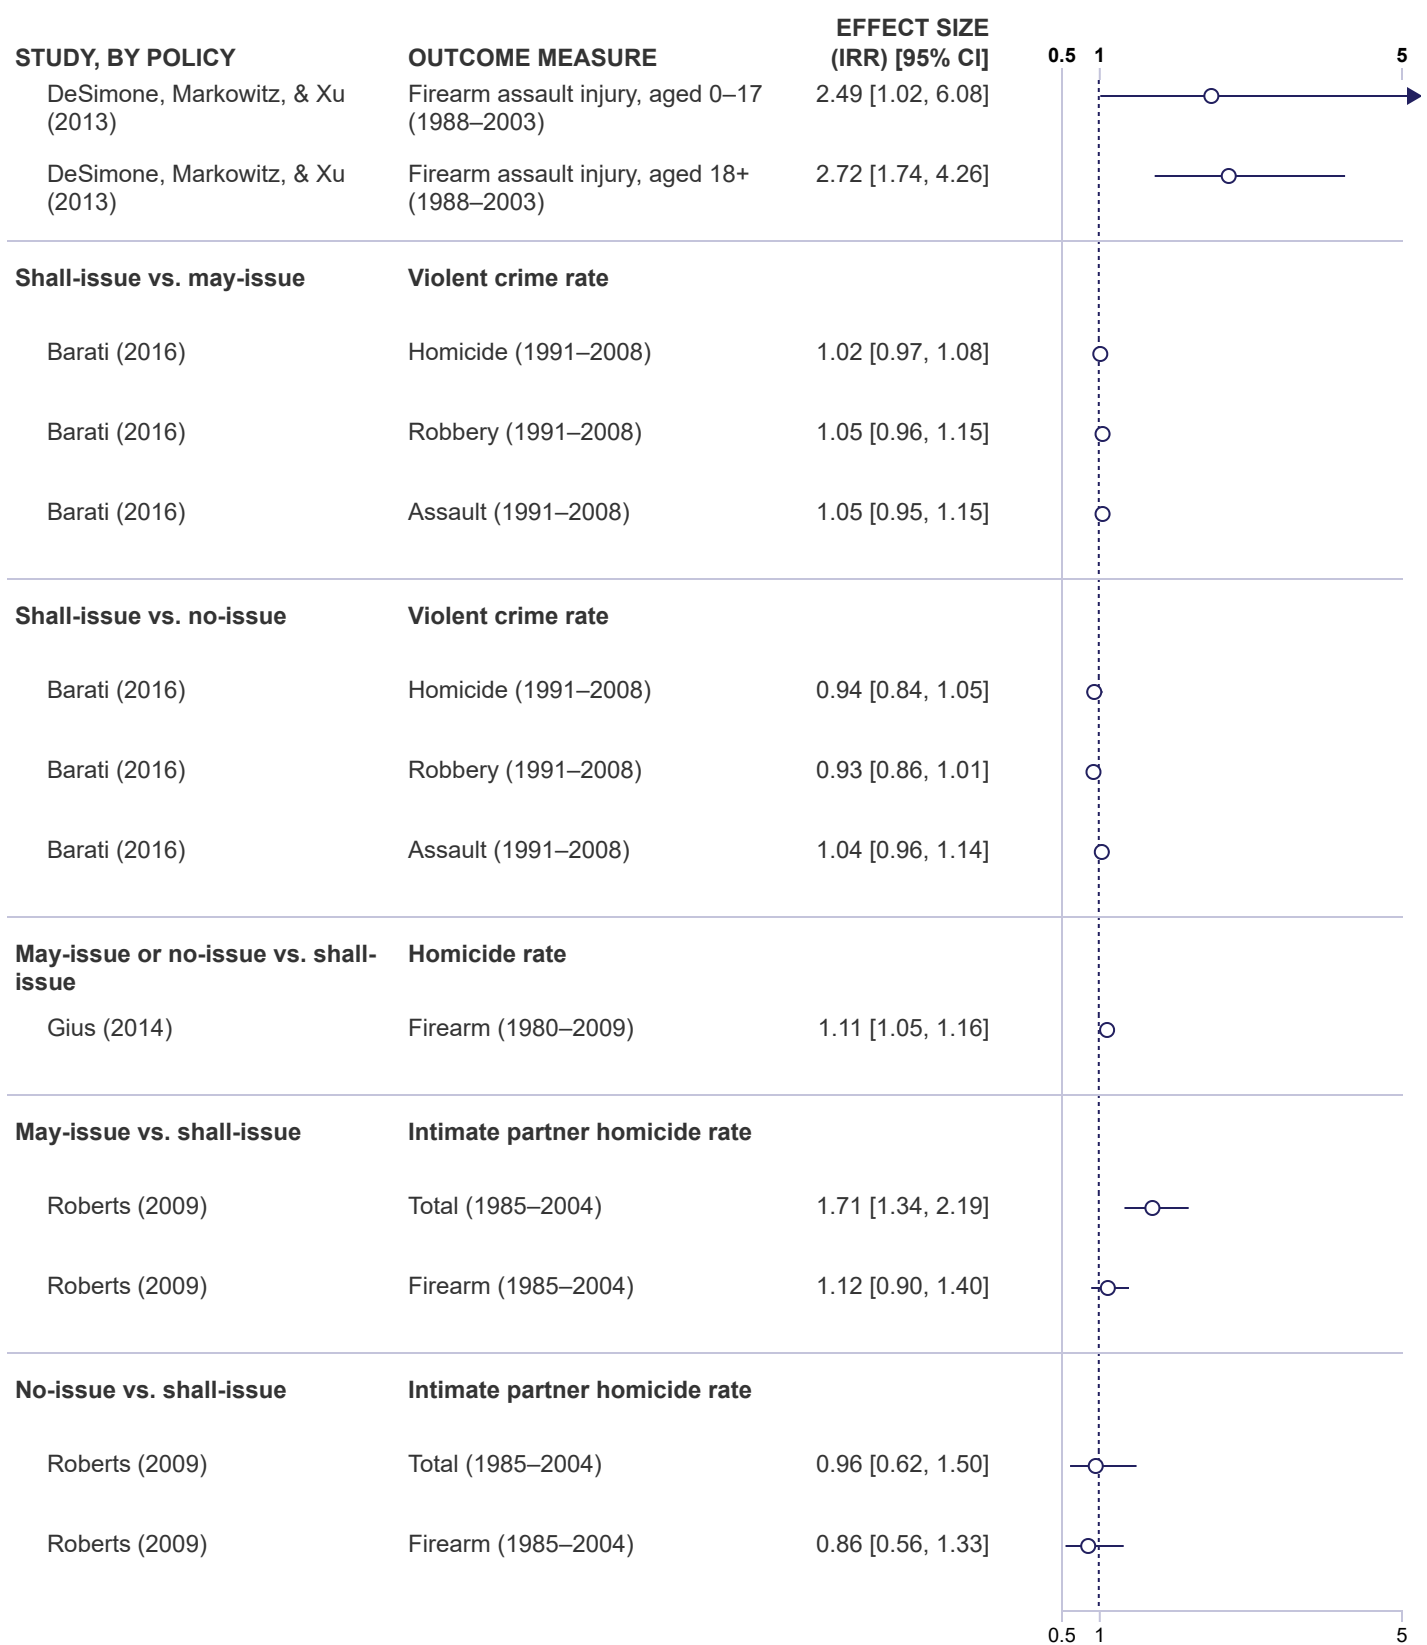 EFFECT SIZE
STUDY, BY POLICY OUTCOME MEASURE (IRR) [95% CI] 0.5 1 5
DeSimone, Markowitz, & Xu Firearm assault injury, aged 0–17 2.49 [1.02, 6.08]
(2013) (1988–2003)
DeSimone, Markowitz, & Xu Firearm assault injury, aged 18+ 2.72 [1.74, 4.26]
(2013) (1988–2003)
Shall-issue vs. may-issue Violent crime rate
Barati (2016) Homicide (1991–2008) 1.02 [0.97, 1.08]
Barati (2016) Robbery (1991–2008) 1.05 [0.96, 1.15]
Barati (2016) Assault (1991–2008) 1.05 [0.95, 1.15]
Shall-issue vs. no-issue Violent crime rate
Barati (2016) Homicide (1991–2008) 0.94 [0.84, 1.05]
Barati (2016) Robbery (1991–2008) 0.93 [0.86, 1.01]
Barati (2016) Assault (1991–2008) 1.04 [0.96, 1.14]
May-issue or no-issue vs. shall- Homicide rate
issue
Gius (2014) Firearm (1980–2009) 1.11 [1.05, 1.16]
May-issue vs. shall-issue Intimate partner homicide rate
Roberts (2009) Total (1985–2004) 1.71 [1.34, 2.19]
Roberts (2009) Firearm (1985–2004) 1.12 [0.90, 1.40]
No-issue vs. shall-issue Intimate partner homicide rate
Roberts (2009) Total (1985–2004) 0.96 [0.62, 1.50]
Roberts (2009) Firearm (1985–2004) 0.86 [0.56, 1.33]
0.5 1 5